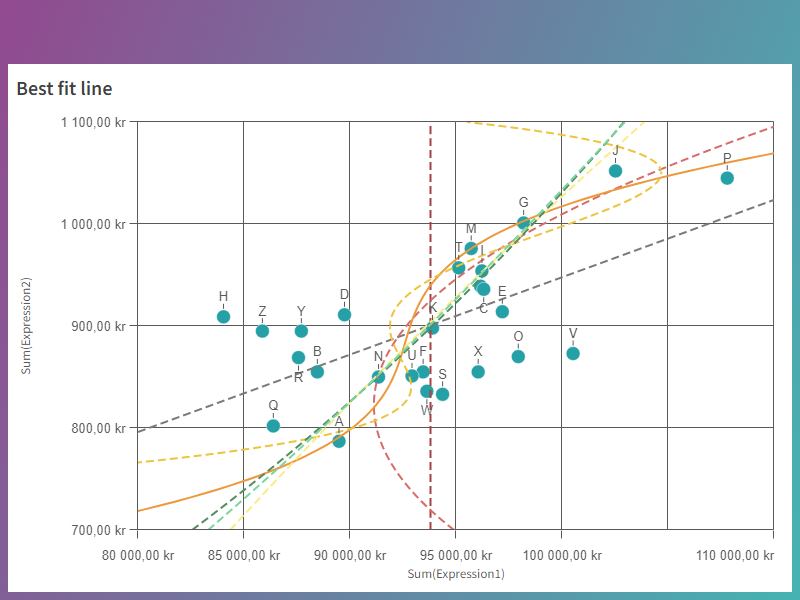 Best fit line
1 100,00 kr
1 000,00 kr
900,00 kr
800,00 kr
700,00 kr
Sum(Expression2)
J
P
G
M
T
I
H
D
E
Z
Y
C
K
O
V
B
N
U
F
R
X
S
Q
W
A
80 000,00 kr
85 000,00 kr
90 000,00 kr
95 000,00 kr
100 000,00 kr
110 000,00 kr
Sum(Expression1)